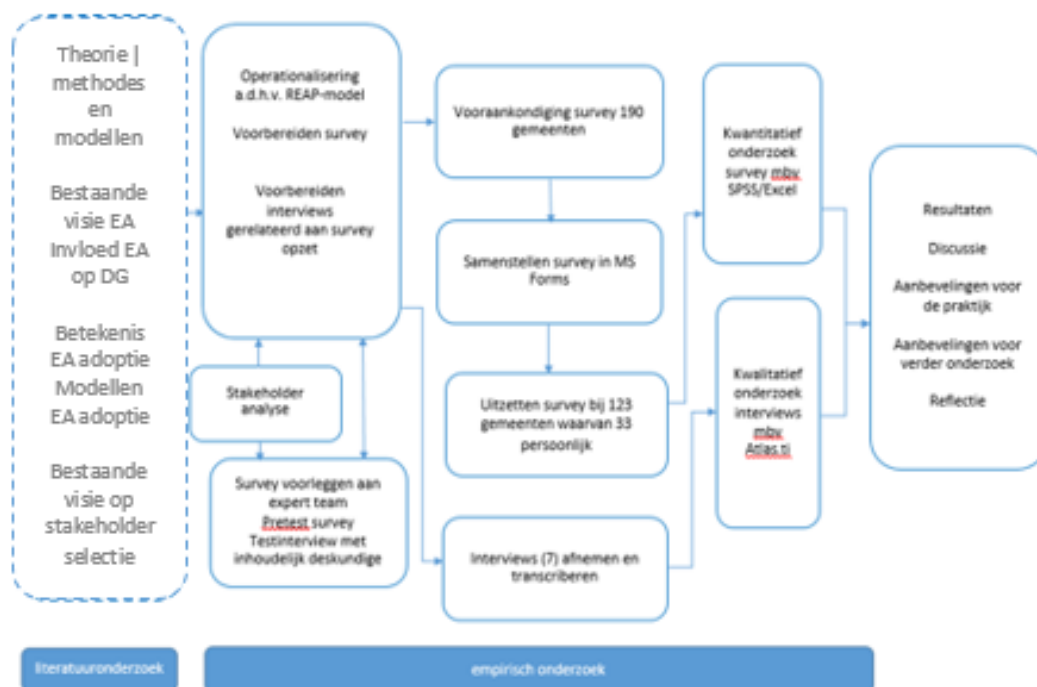 Theorie |
methodes
en
modellen
Bestaande
visie EA
Invloed EA
op DG
Betekenis
EA adoptie
Modellen
EA adoptie
Bestaande
visie op
stakeholder
selectie
Operationalisering
a.d.h.v. REAP-model
Voorbereiden survey
Voorbereiden
interviews
gerelateerd aan survey
opzet
Stakeholder
analyse
Survey voorleggen aan
expert team
Pretest survey
Testinterview met
inhoudelijk deskundige
Vooraankondiging survey 190
gemeenten
Samenstellen survey in MS
Forms
Uitzetten survey bij 123
gemeenten waarvan 33
persoonlijk
Interviews (7) afnemen en
transcriberen
Kwantitatief
onderzoek
survey mbv
SPSS/Excel
Kwalitatief
onderzoek
interviews
mbv
Atlas.ti
Resultaten
Discussie
Aanbevelingen voor
de praktijk
Aanbevelingen voor
verder onderzoek
Reflectie
literatuuronderzoek
empirisch onderzoek